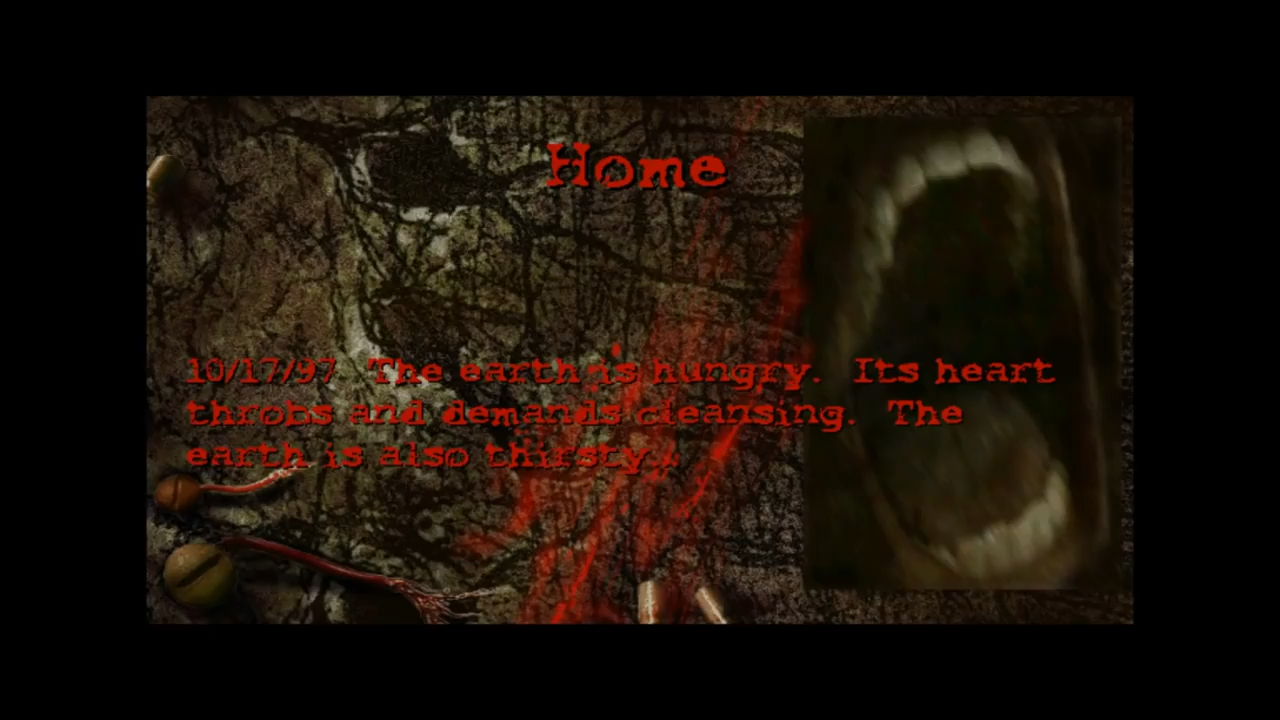 Home
10/17/97  The earth is hungry.  Its heart
throbs and demands cleansing.  The
earth is also thirsty..